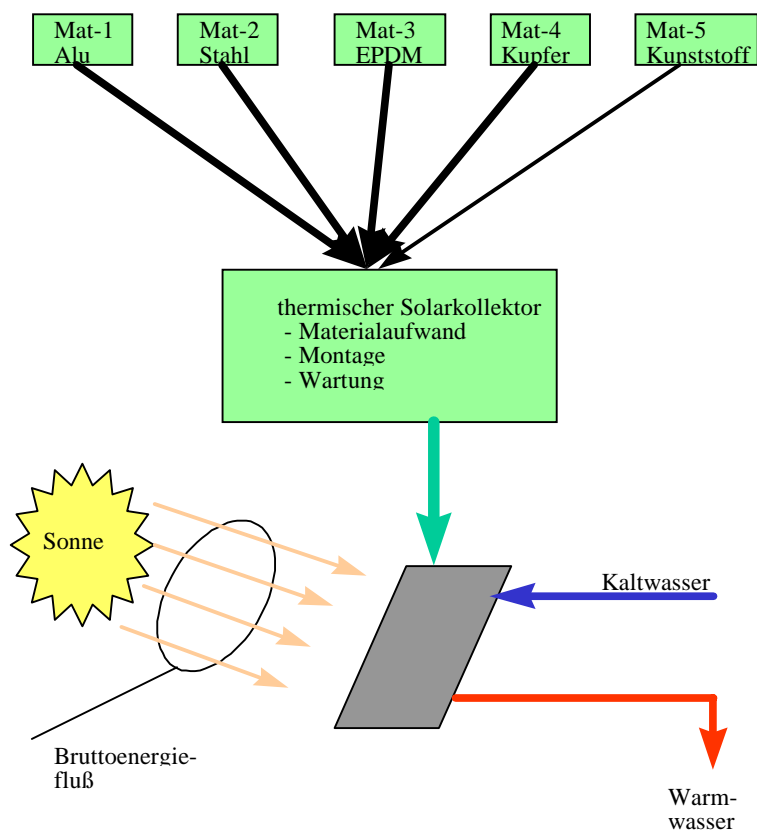 Mat-1
Alu
Mat-2
Stahl
Mat-3
EPDM
Mat-4
Kupfer
Mat-5
Kunststoff
thermischer Solarkollektor
- Materialaufwand
- Montage
- Wartung
Sonne
Kaltwasser
Bruttoenergie-
fluß
Warm-
wasser